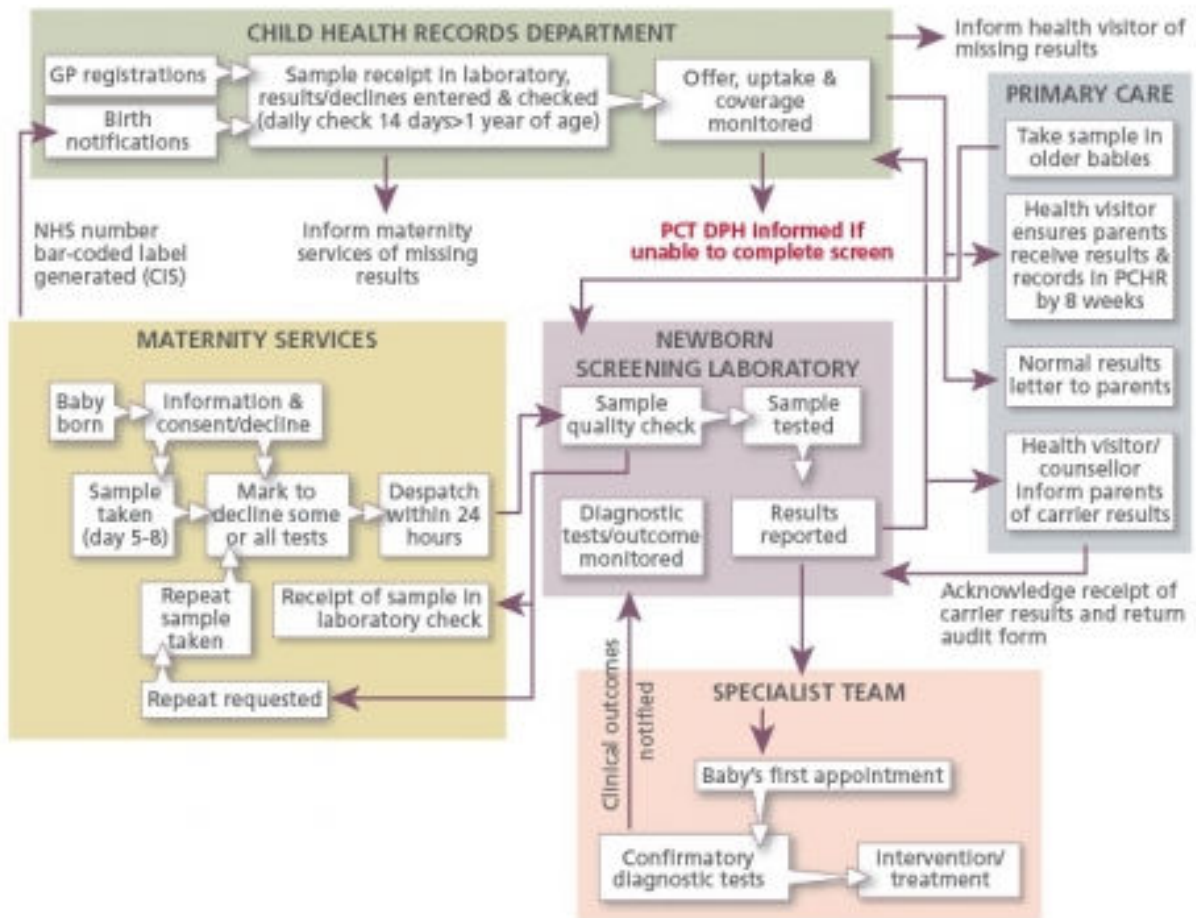 CHILD HEALTH RECORDS DEPARTMENT
GP registrations
Birth
notifications
Sample receipt in laboratory,
results/declines entered & checked
(daily check 14 days>1 year of age)
Offer, uptake &
coverage
monitored
Inform health visitor of
missing results
NHS number
bar-coded label
generated (CIS)
Inform maternity
services of missing
results
PCT DPH informed if
unable to complete screen
PRIMARY CARE
Take sample in
older babies
Health visitor
ensures parents
receive results &
records in PCHR
by 8 weeks
Normal results
letter to parents
Health visitor/
counsellor
inform parents
of carrier results
Acknowledge receipt of
carrier results and return
audit form
MATERNITY SERVICES
Baby
born
Information &
consent/decline
Sample
taken
(day 5-8)
Mark to
decline some
or all tests
Despatch
within 24
hours
Repeat
sample
taken
Receipt of sample in
laboratory check
Repeat requested
NEWBORN
SCREENING LABORATORY
Sample
quality check
Sample
tested
Diagnostic
tests/outcome
monitored
Results
reported
Clinical outcomes
notified
SPECIALIST TEAM
Baby's first appointment
Confirmatory
diagnostic tests
Intervention/
treatment